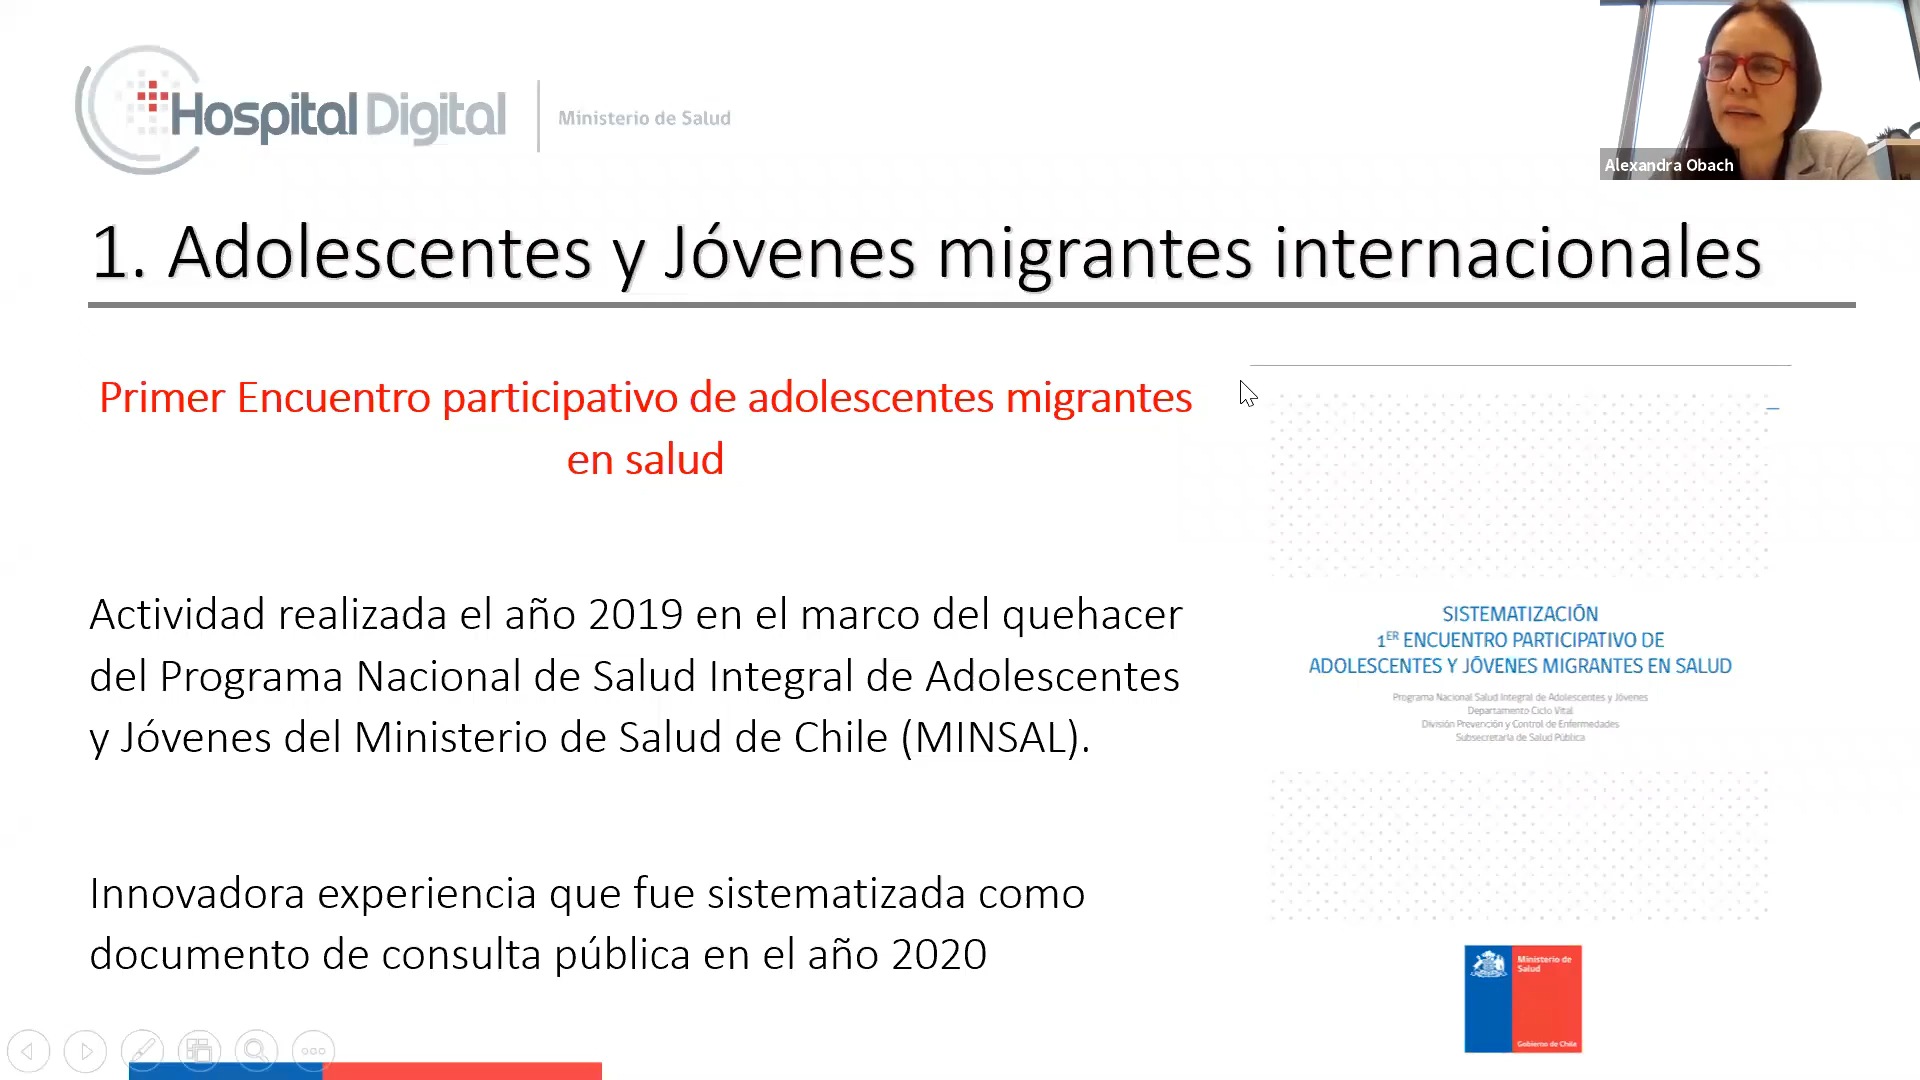 Hospital Digital
Ministerio de Salud
Alexandra Obach
1. Adolescentes y Jóvenes migrantes internacionales
Primer Encuentro participativo de adolescentes migrantes
en salud
Actividad realizada el año 2019 en el marco del quehacer
del Programa Nacional de Salud Integral de Adolescentes
y Jóvenes del Ministerio de Salud de Chile (MINSAL).
Innovadora experiencia que fue sistematizada como
documento de consulta pública en el año 2020
SISTEMATIZACIÓN
1ER ENCUENTRO PARTICIPATIVO DE
ADOLESCENTES Y JÓVENES MIGRANTES EN SALUD
Programa Nacional Salud Integral de Adolescentes y Jóvenes
Departamento Ciclo Vital
División Prevención y Control de Enfermedades
Subsecretaría de Salud Pública
Ministerio de
Salud
Gobierno de Chile